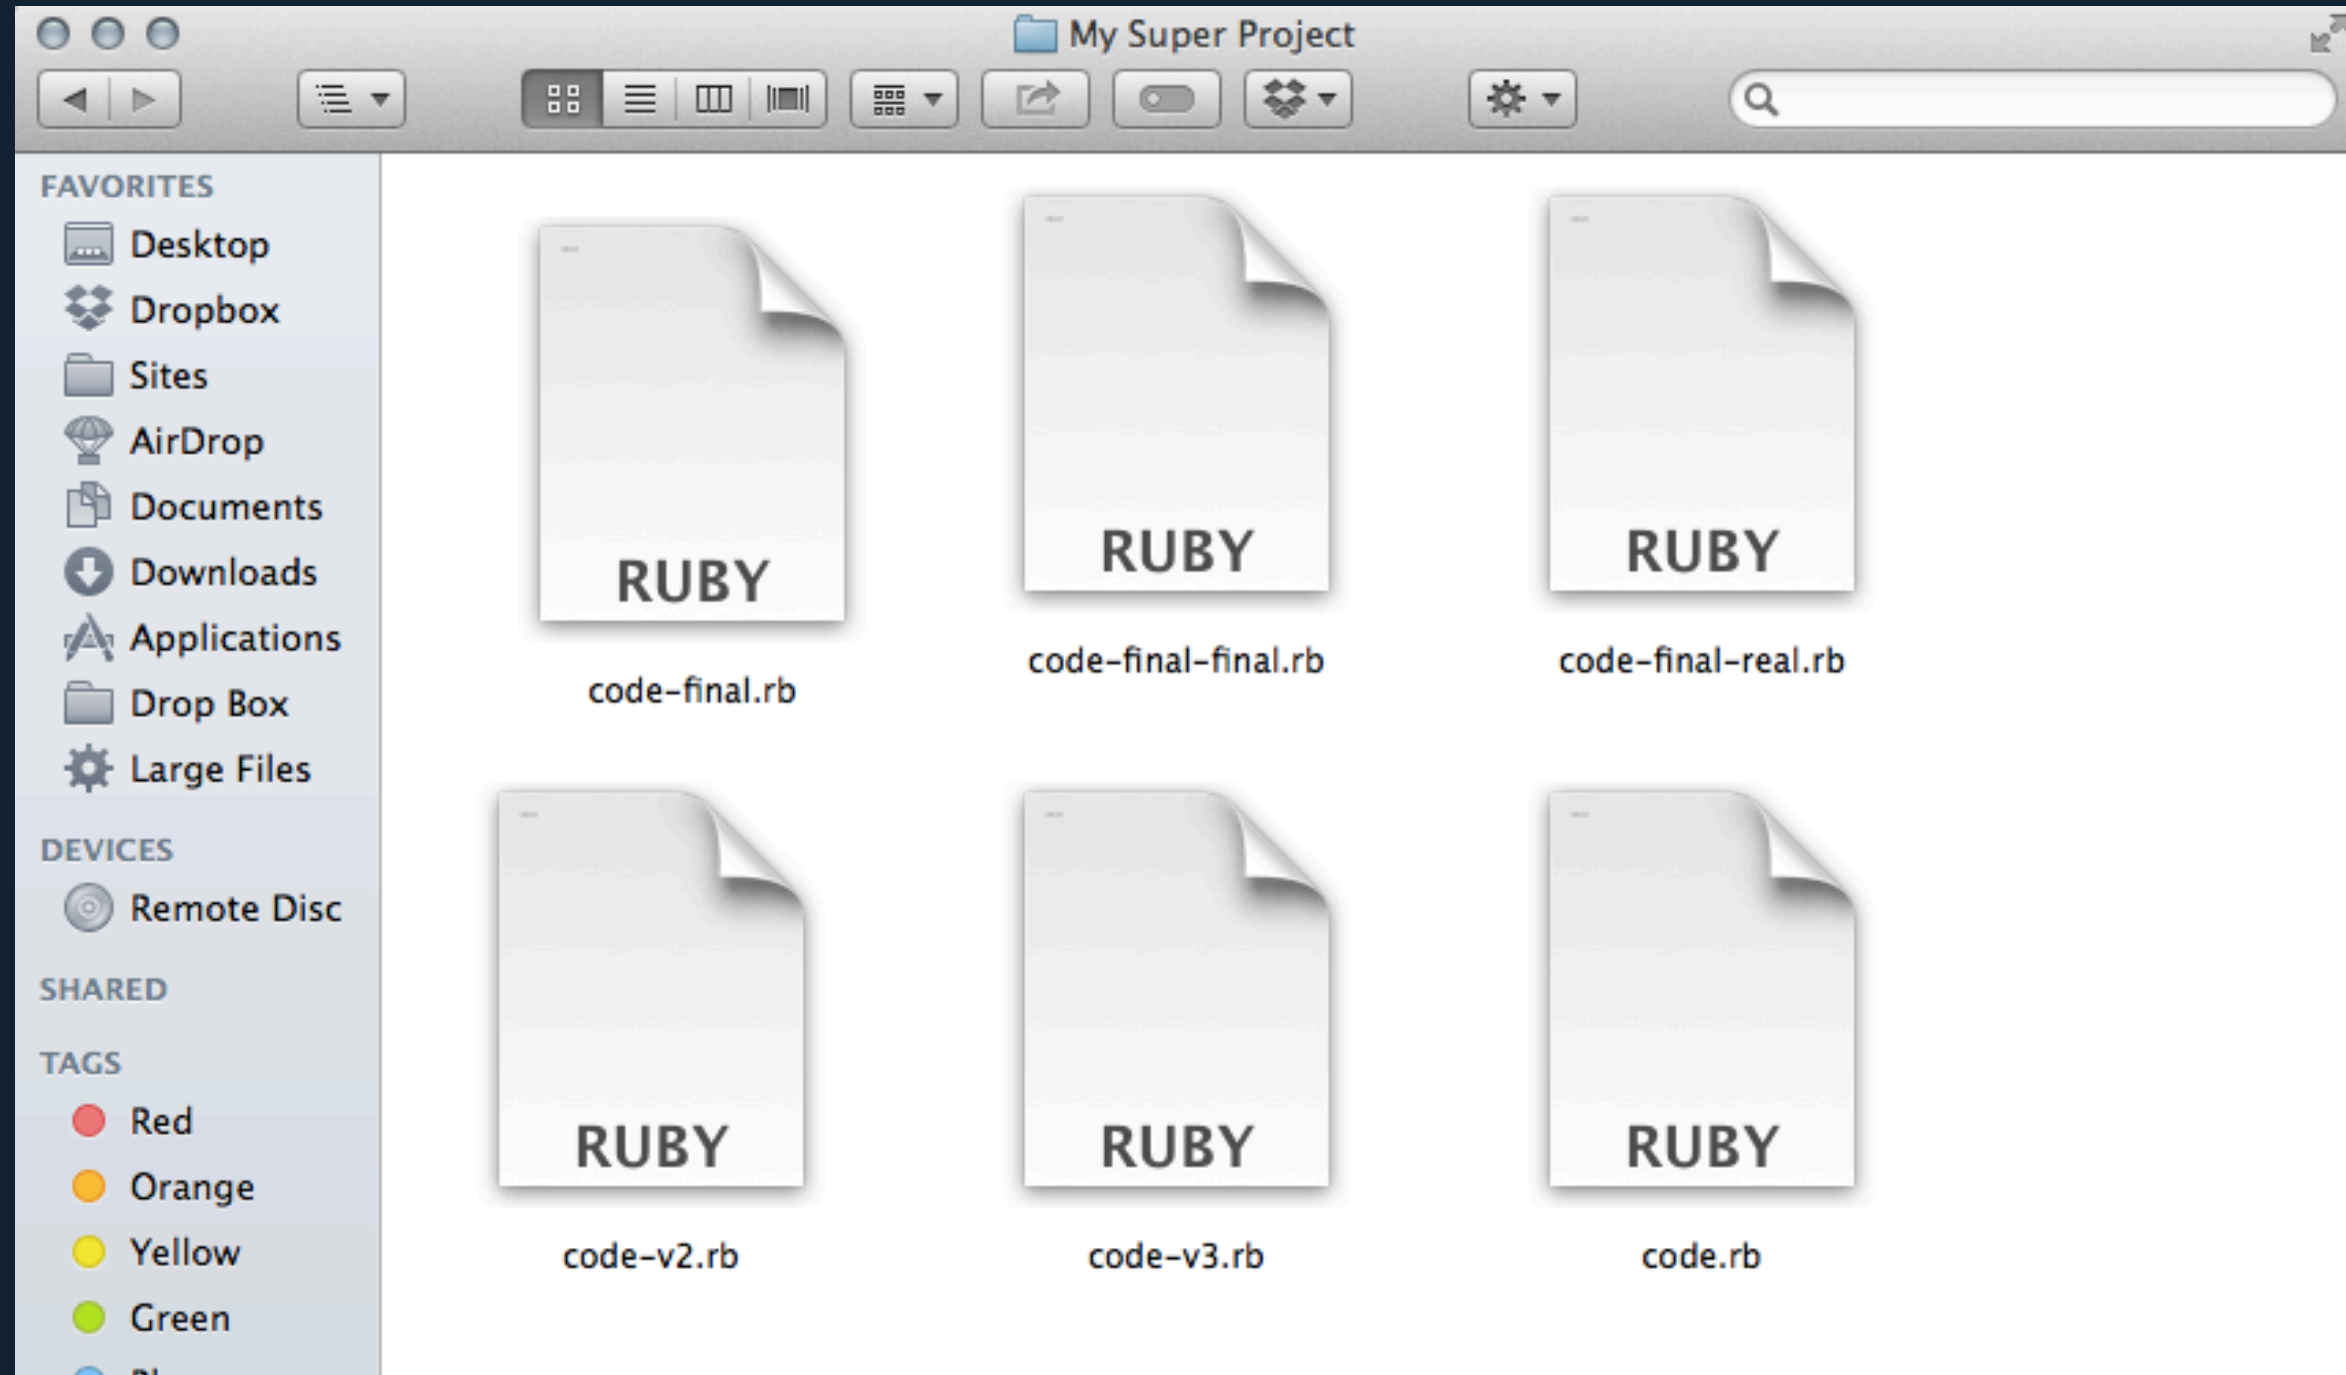 My Super Project
FAVORITES
Desktop
Dropbox
Sites
AirDrop
Documents
Downloads
Applications
Drop Box
Large Files
DEVICES
Remote Disc
SHARED
TAGS
Red
Orange
Yellow
Green
RUBY
code-final.rb
RUBY
code-final-final.rb
RUBY
code-final-real.rb
RUBY
code-v2.rb
RUBY
code-v3.rb
RUBY
code.rb